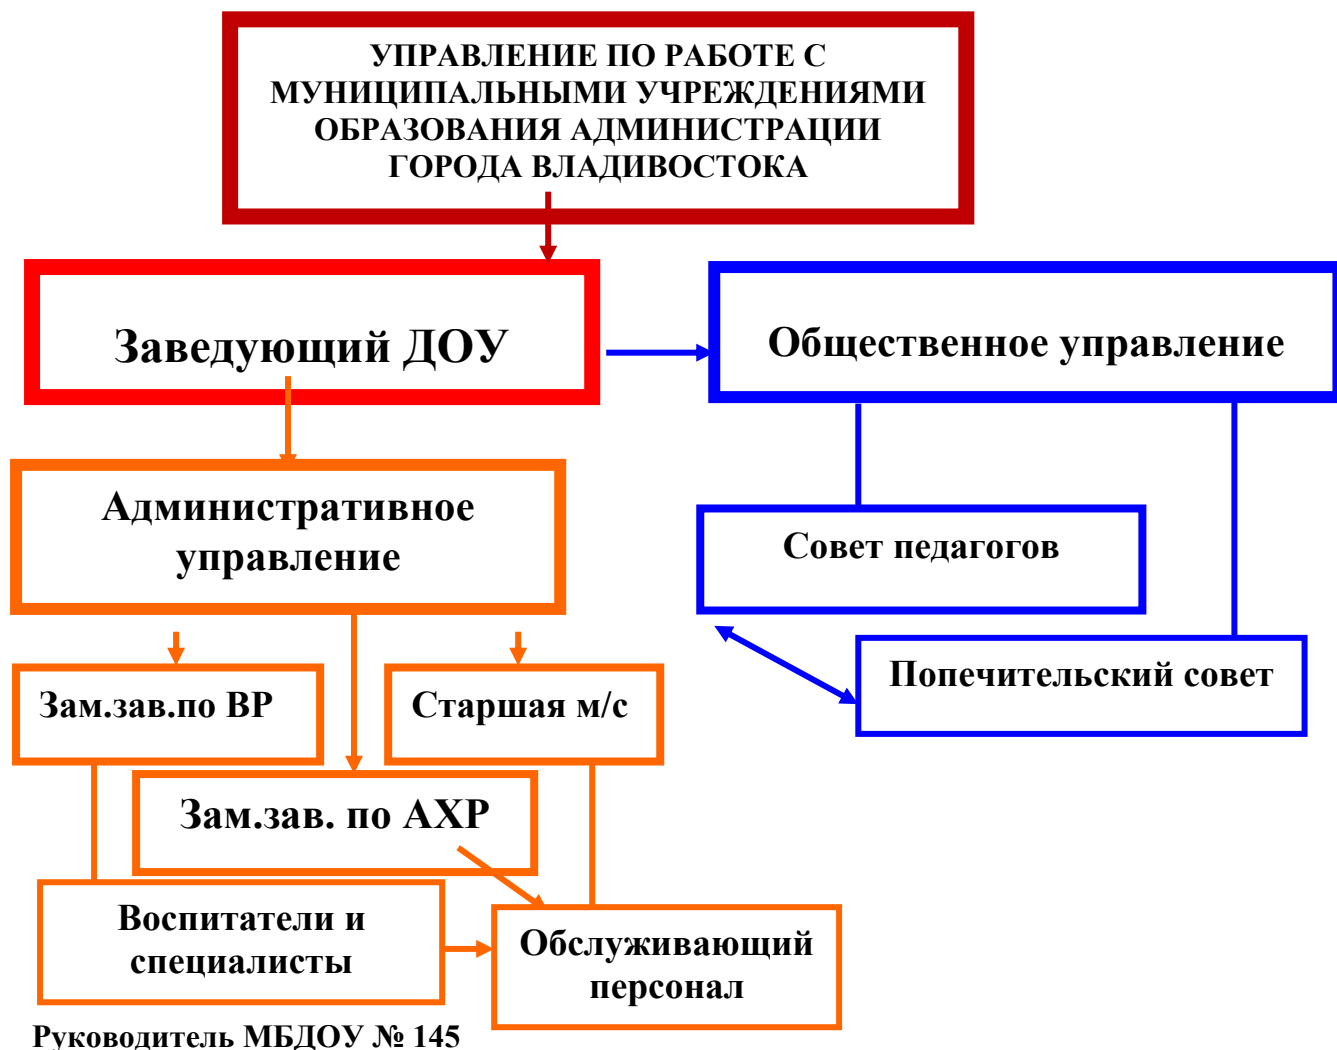 УПРАВЛЕНИЕ ПО РАБОТЕ С
МУНИЦИПАЛЬНЫМИ УЧРЕЖДЕНИЯМИ
ОБРАЗОВАНИЯ АДМИНИСТРАЦИИ
ГОРОДА ВЛАДИВОСТОКА
Заведующий ДОУ
Общественное управление
Административное
управление
Совет педагогов
Попечительский совет
Зам.зав.по ВР
Старшая м/с
Зам.зав. по АХР
Воспитатели и
специалисты
Обслуживающий
персонал
Руководитель МБДОУ № 145